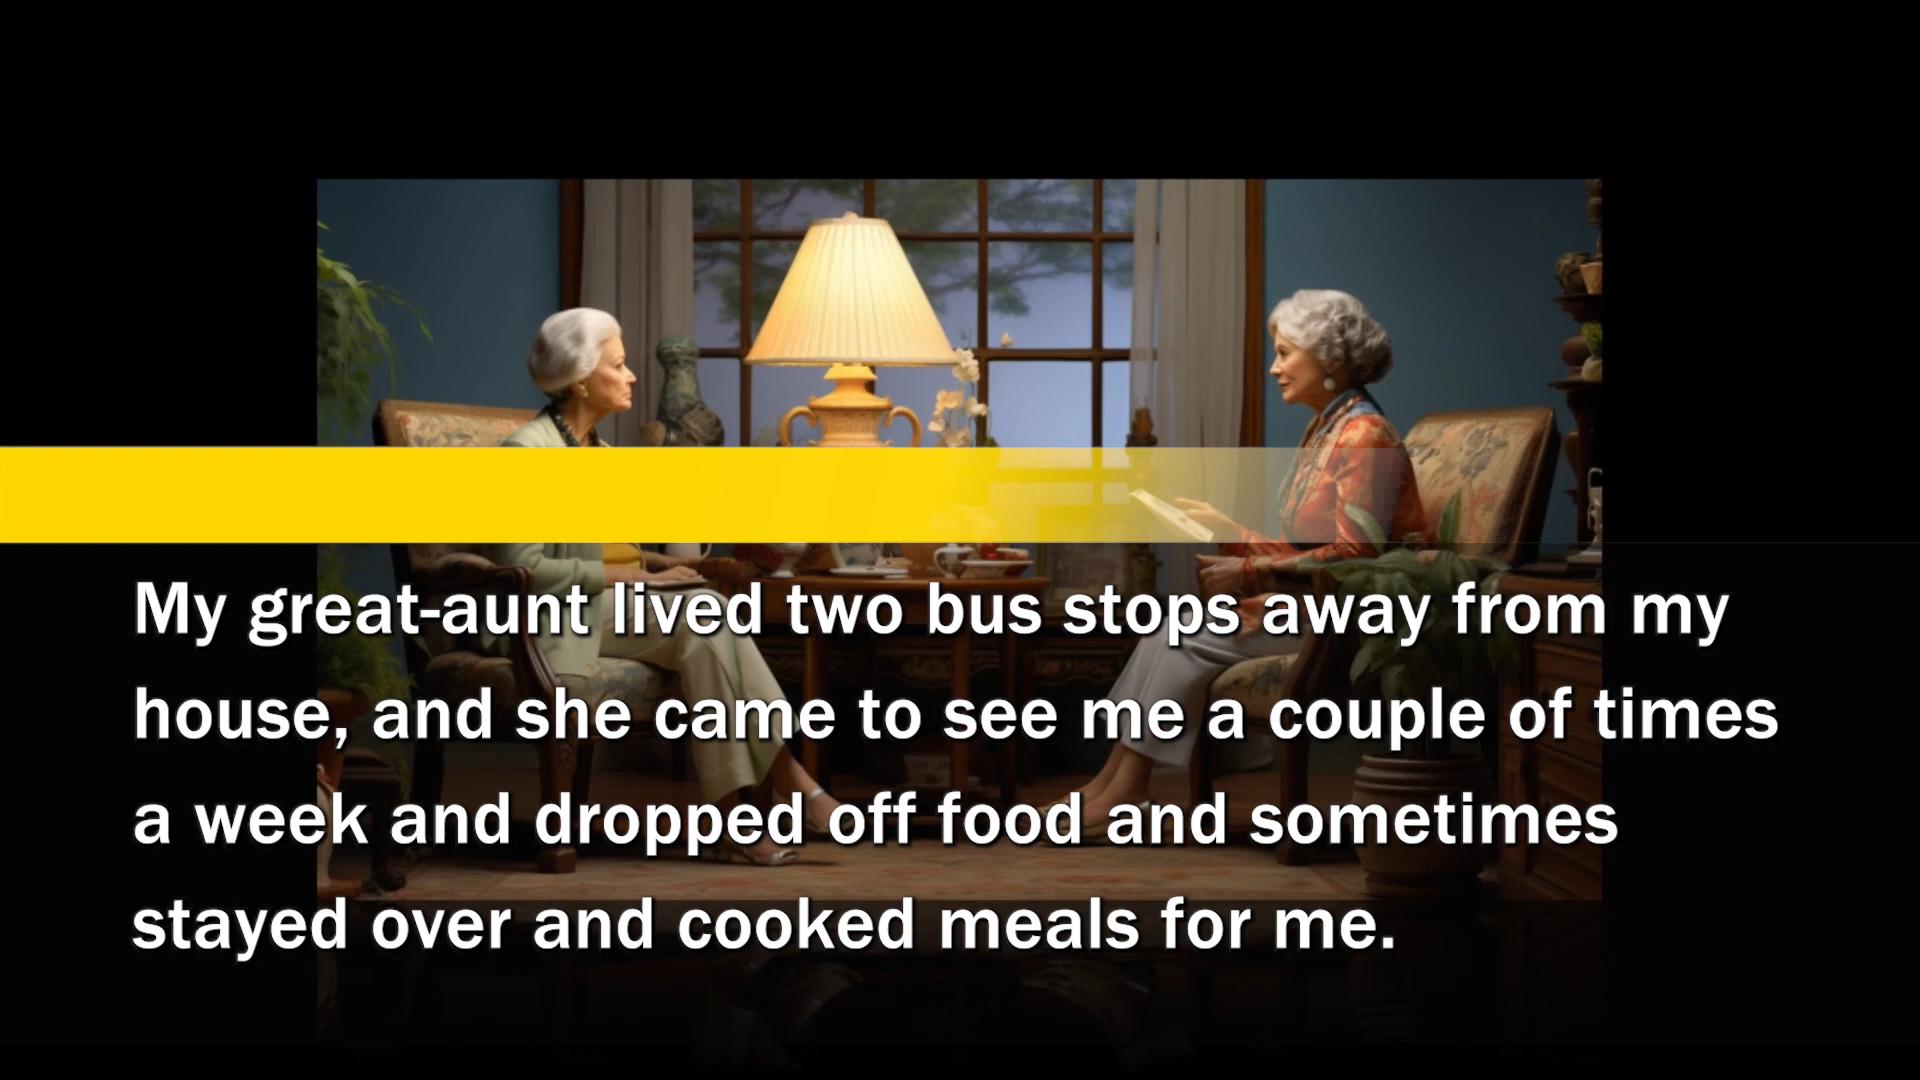 My great-aunt lived two bus stops away from my
house, and she came to see me a couple of times
a week and dropped off food and sometimes
stayed over and cooked meals for me.